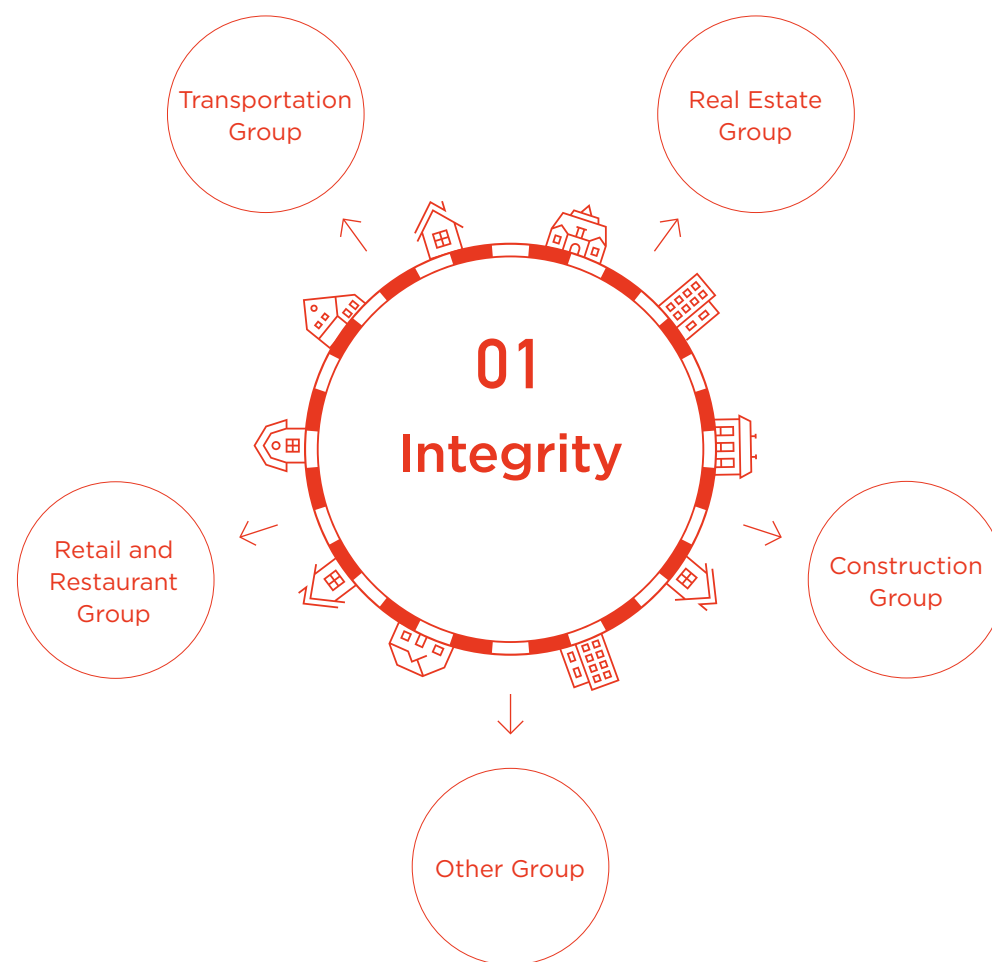 Transportation
Group
Real Estate
Group
01
Integrity
Retail and
Restaurant
Group
Construction
Group
Other Group